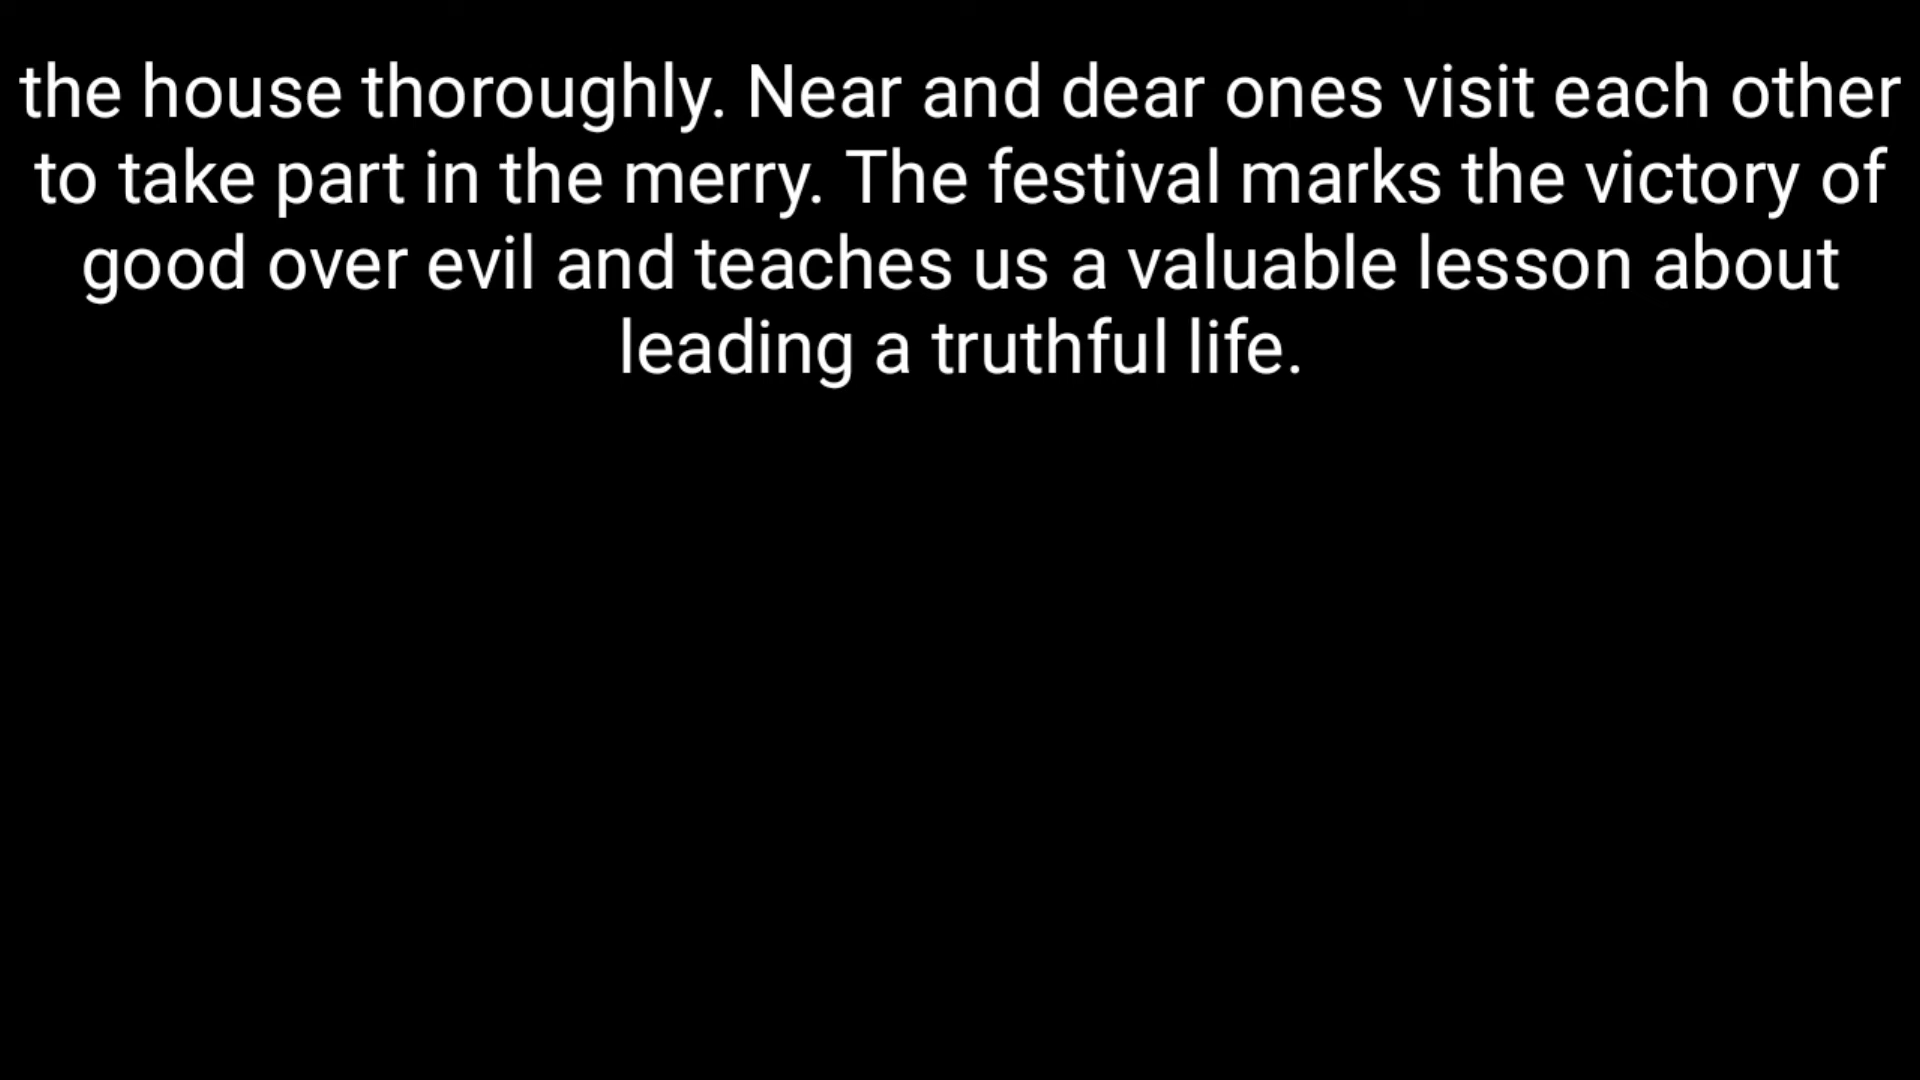 the house thoroughly. Near and dear ones visit each other
to take part in the merry. The festival marks the victory of
good over evil and teaches us a valuable lesson about
leading a truthful life.